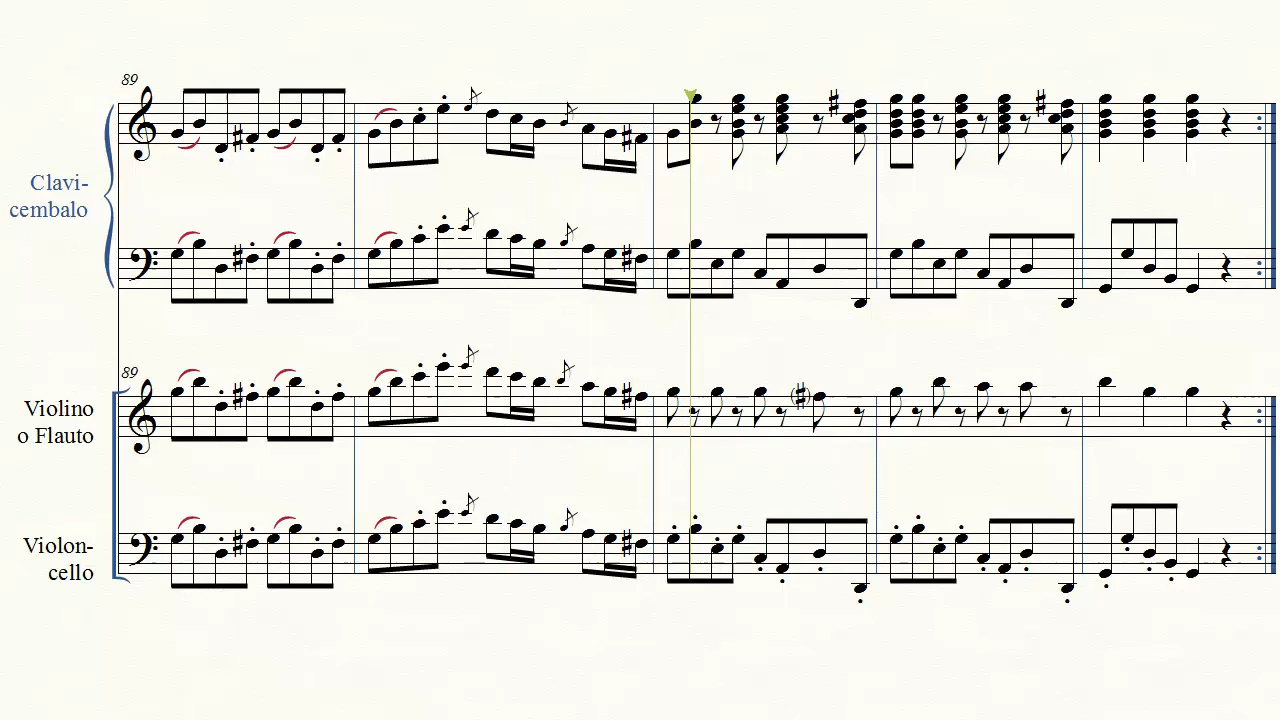 89
Clavi-
cembalo
89
Violino
o Flauto
Violon-
cello